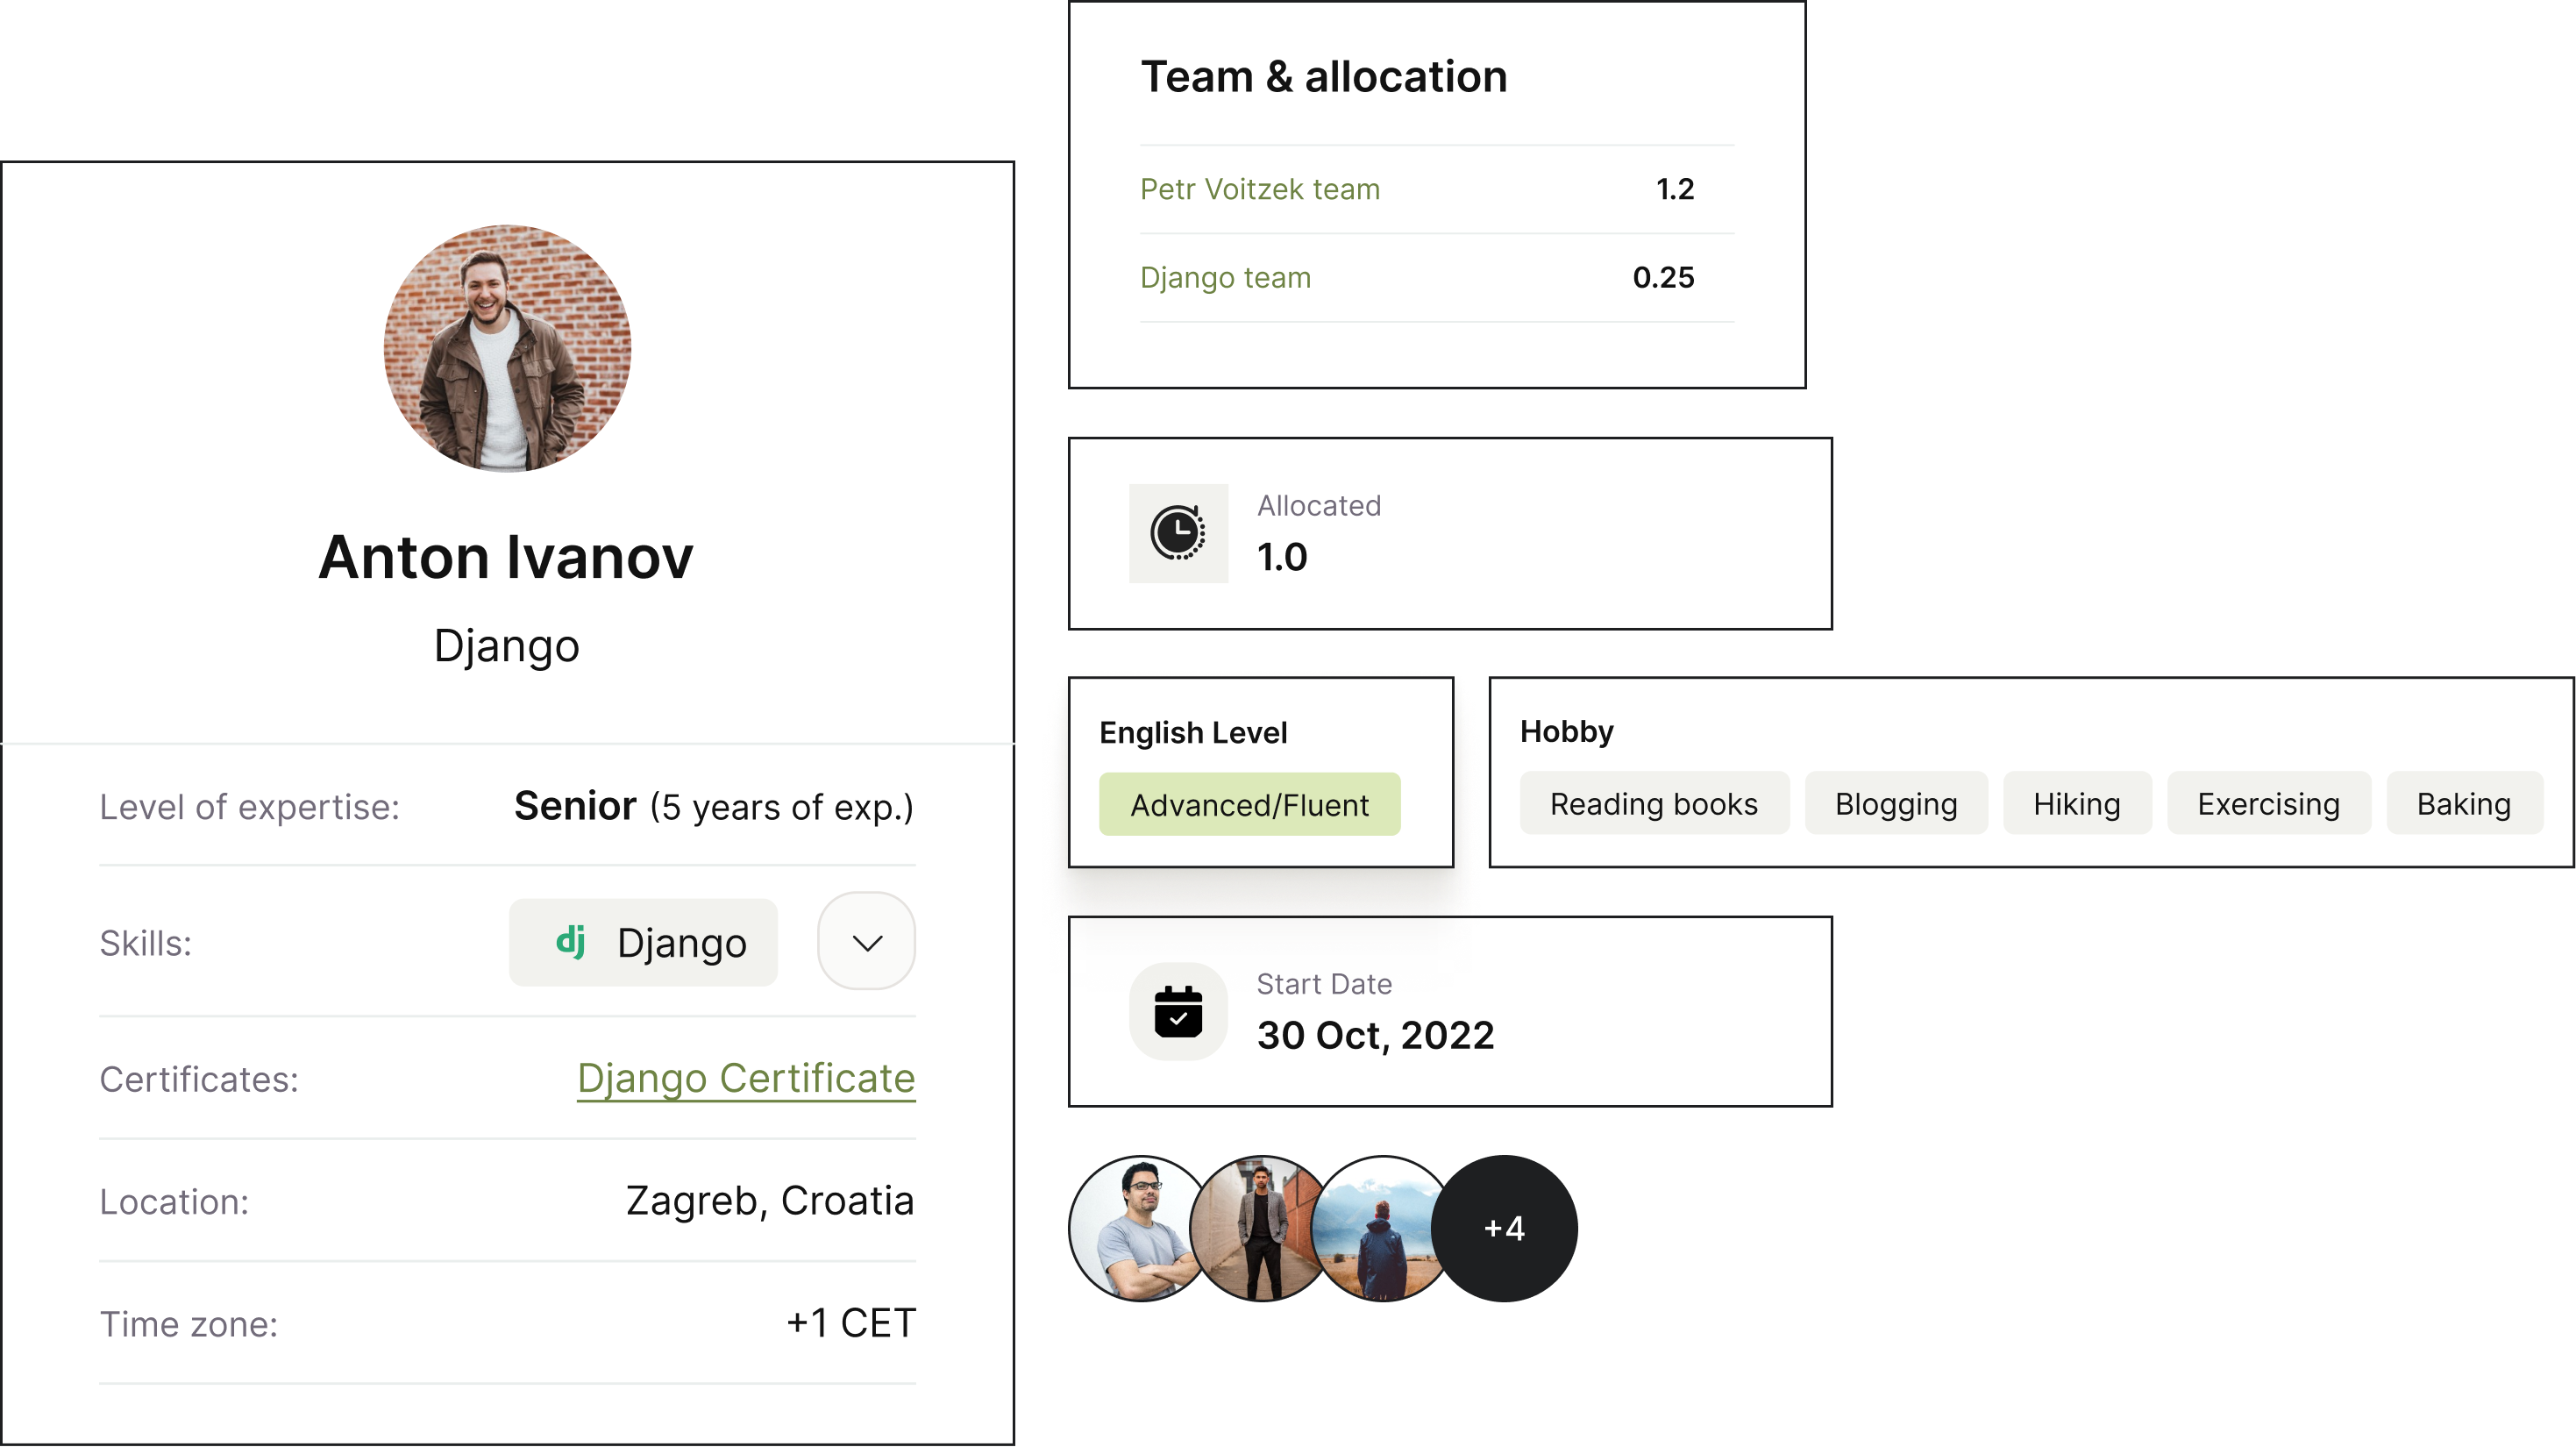 Anton Ivanov
Django
Level of expertise: Senior (5 years of exp.)
Skills: dj Django
Certificates: Django Certificate
Location: Zagreb, Croatia
Time zone: +1 CET
Team & allocation
Petr Voitzek team 1.2
Django team 0.25
Allocated
1.0
English Level
Advanced/Fluent
Hobby
Reading books Blogging Hiking Exercising Baking
Start Date
30 Oct, 2022
+4